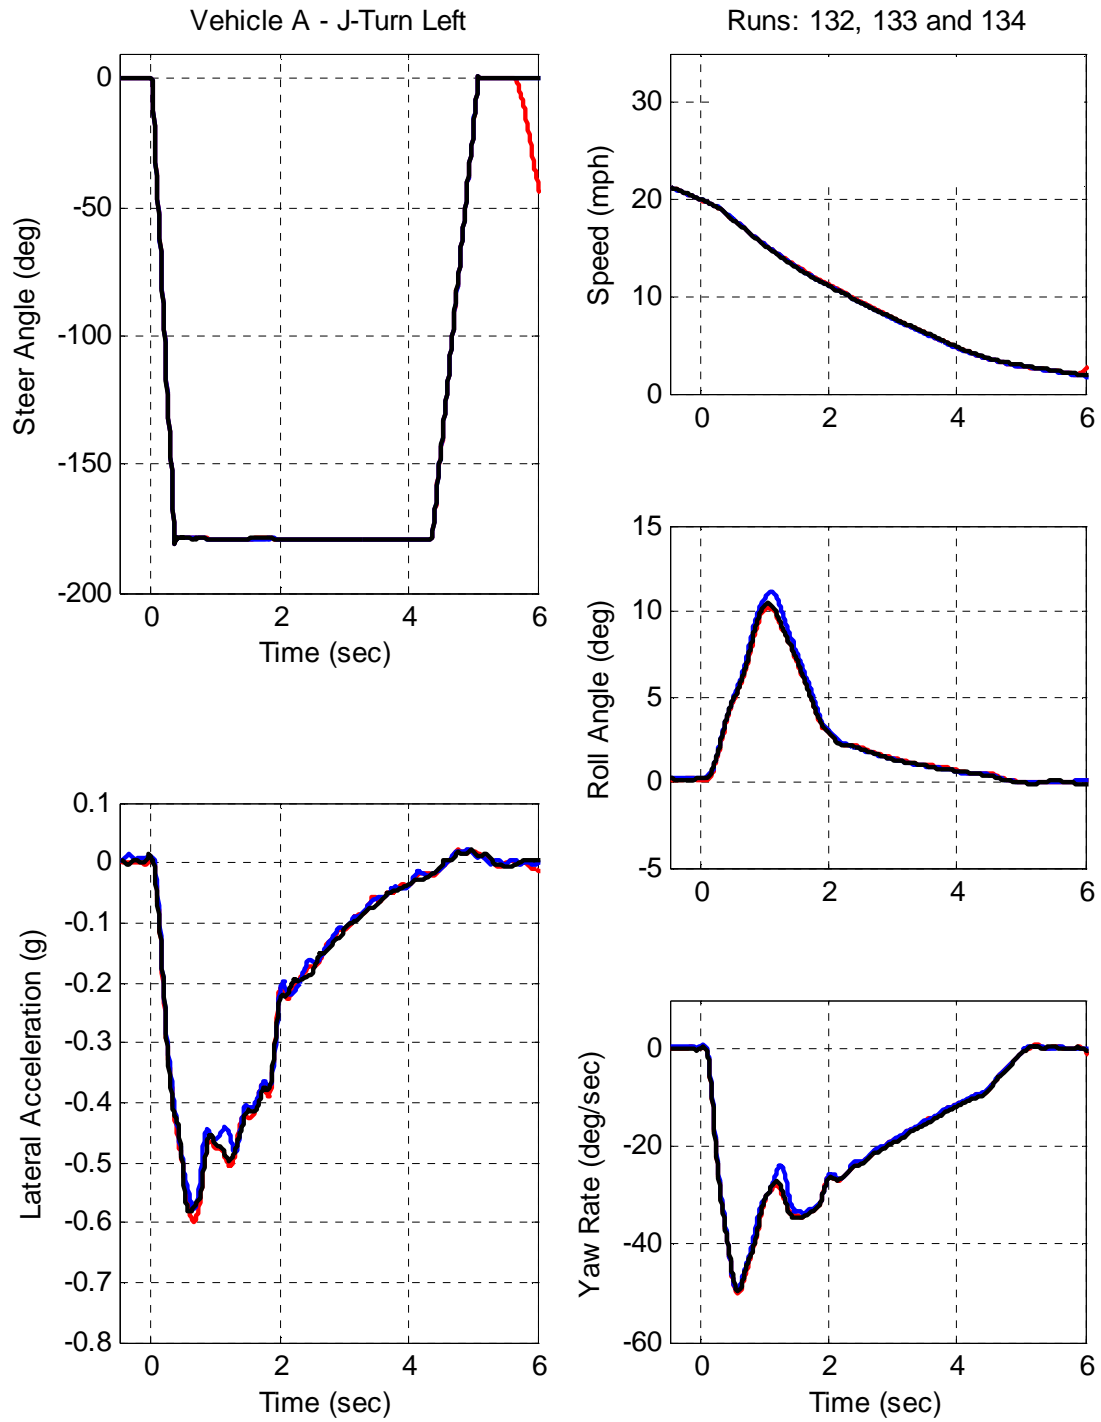 Vehicle A - J-Turn Left
Runs: 132, 133 and 134
0
-50
-100
-150
-200
Steer Angle (deg)
0 2 4 6
Time (sec)
30
20
10
0
Speed (mph)
0 2 4 6
15
10
5
0
-5
Roll Angle (deg)
0 2 4 6
0.1
0
-0.1
-0.2
-0.3
-0.4
-0.5
-0.6
-0.7
-0.8
Lateral Acceleration (g)
0 2 4 6
Time (sec)
0
-20
-40
-60
Yaw Rate (deg/sec)
0 2 4 6
Time (sec)